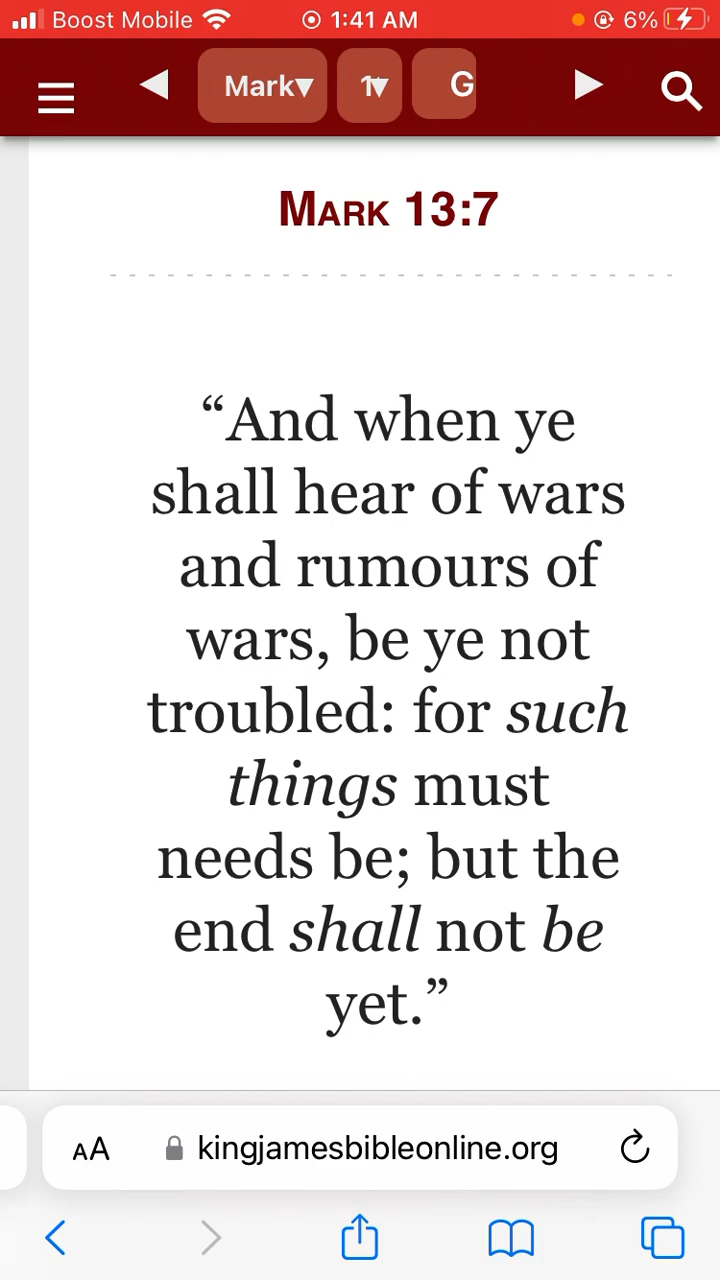 Boost Mobile 1:41 AM 6%
Mark▾ 1▾ G
MARK 13:7
“And when ye
shall hear of wars
and rumours of
wars, be ye not
troubled: for such
things must
needs be; but the
end shall not be
yet.”
AA kingjamesbibleonline.org